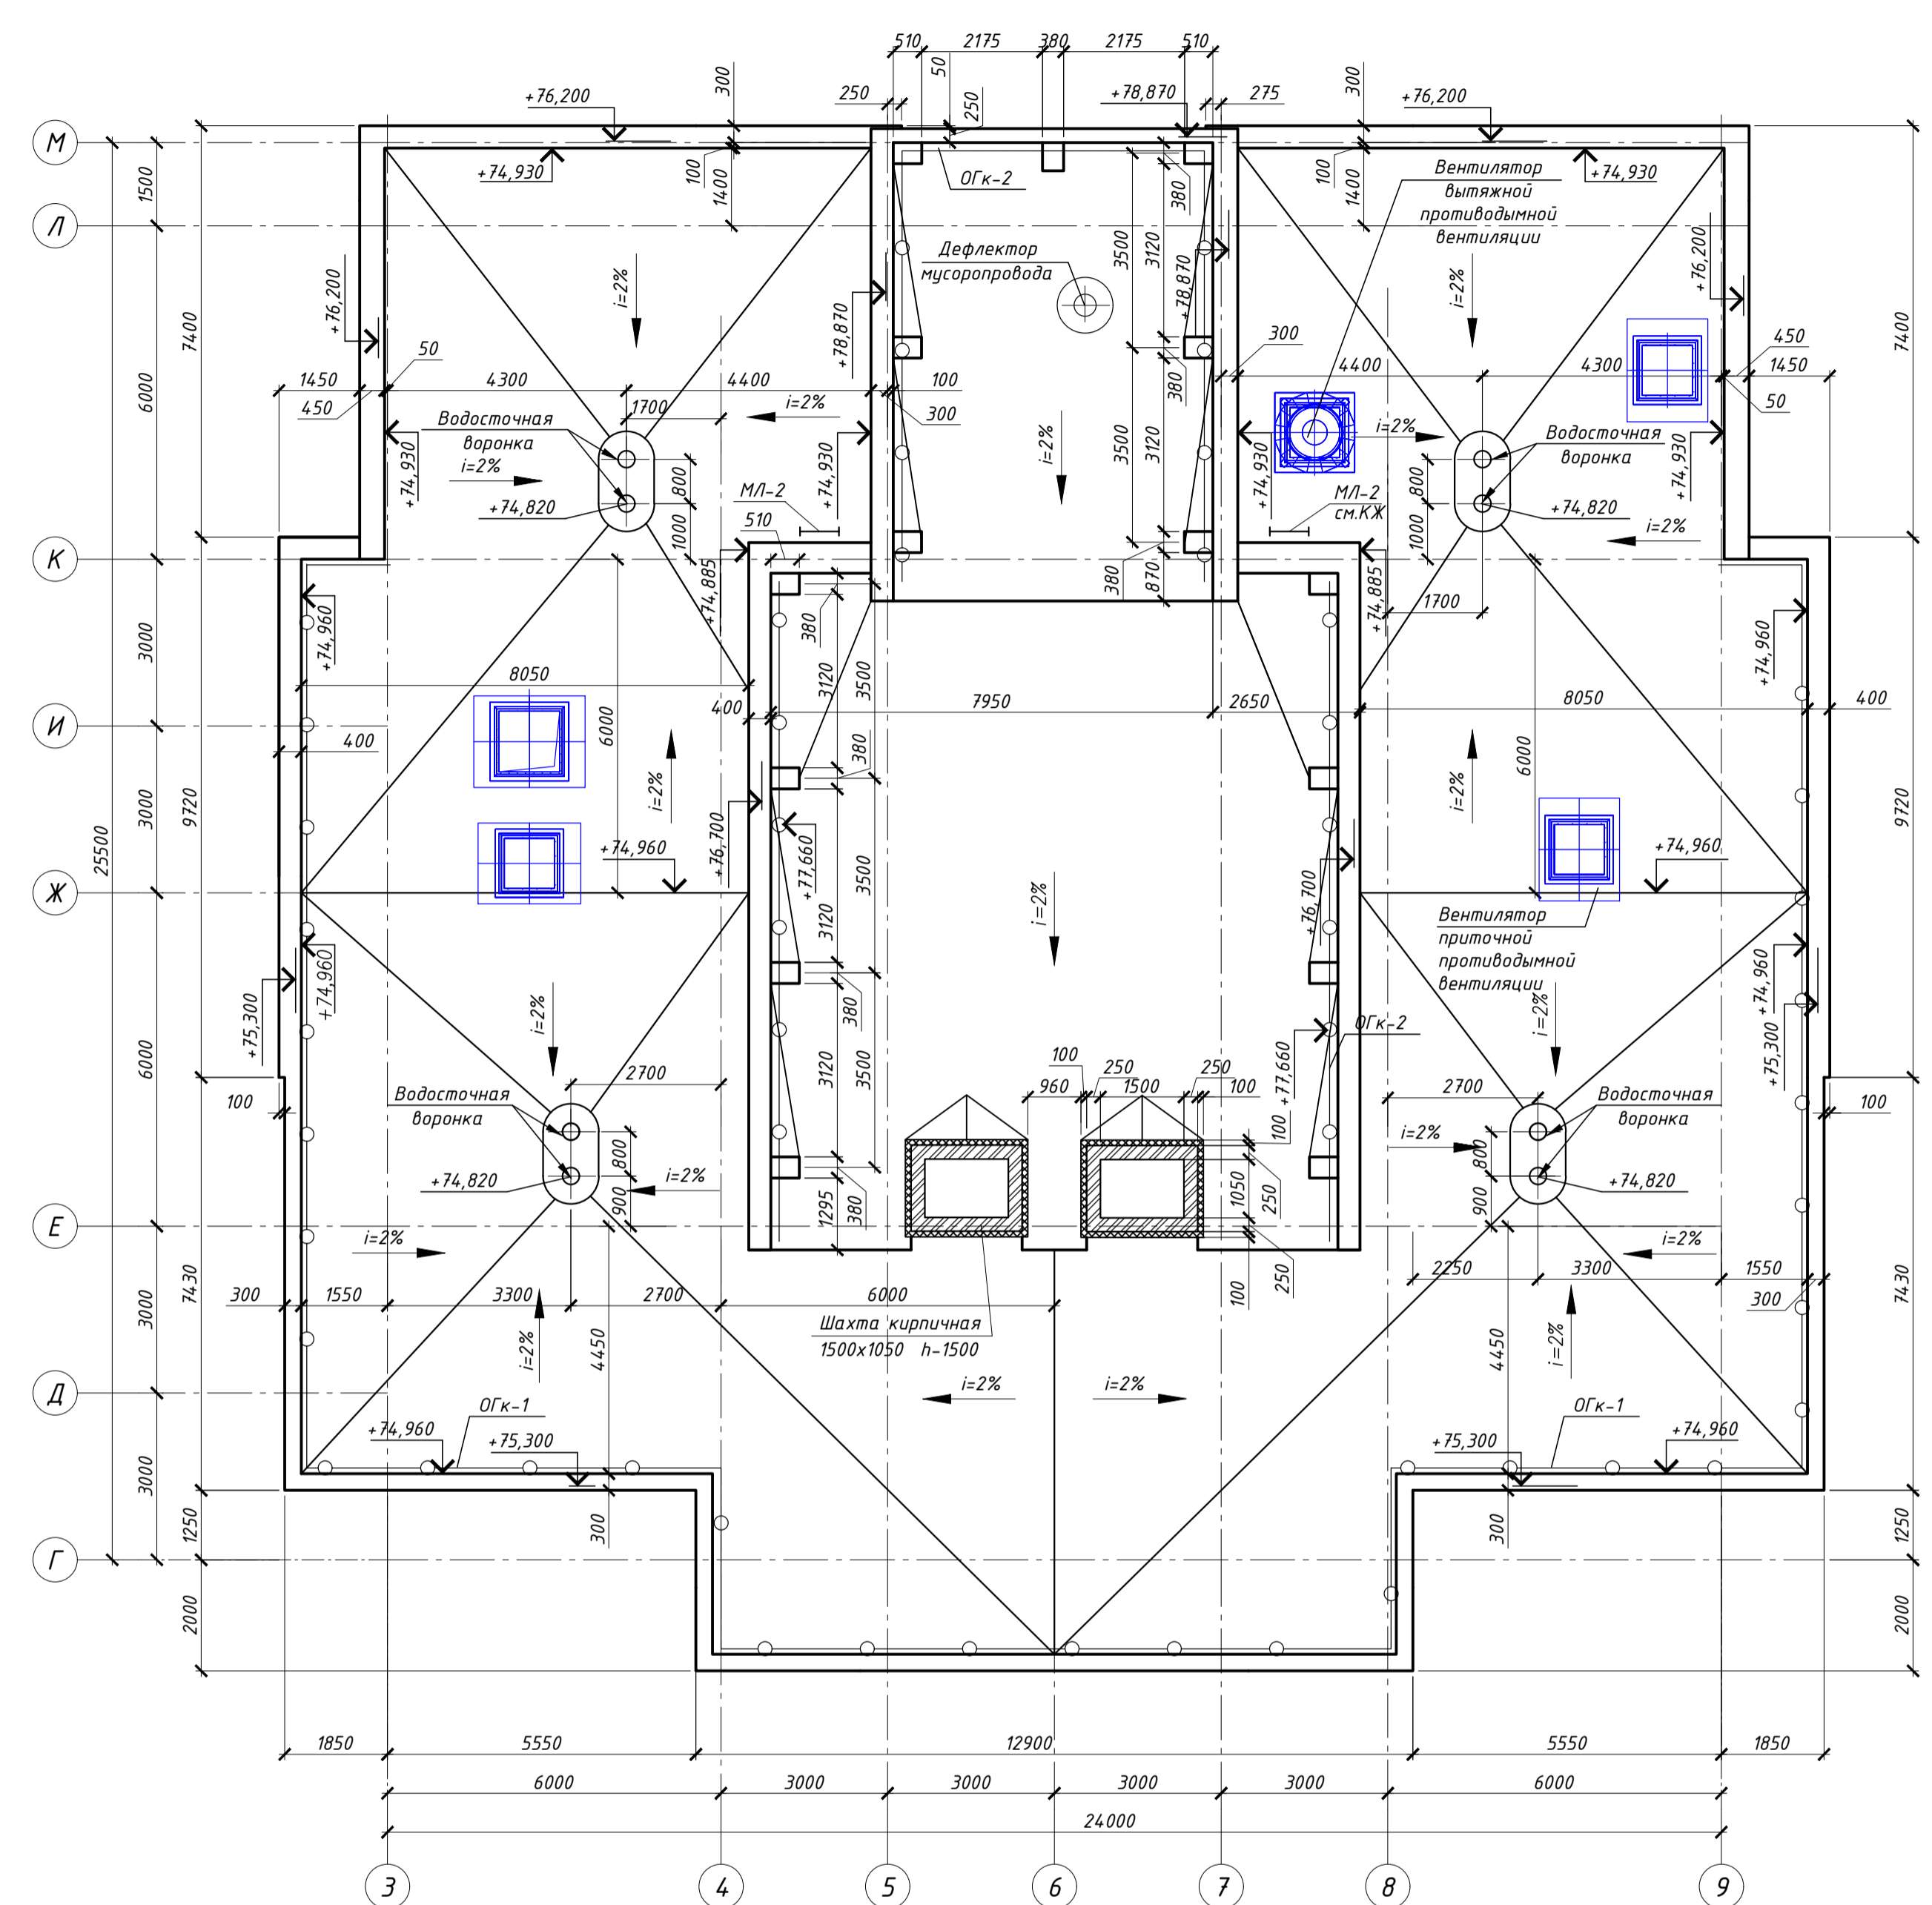 510 2175 380 2175 510
50
300
300
250
250
275
+76,200
+78,870
+76,200
М
100
1400
+74,930
ОГк-2
380
100
1400
+74,930
Вентилятор
вытяжной
противодымной
вентиляции
1500
Л
Дефлектор
мусоропровода
3500
3120
+78,870
+76,200
+76,200
i=2%
+78,870
i=2%
7400
6000
7400
50
300
450
1450
4300
4400
100
4400
4300
1450
450
1700
i=2%
300
380
50
Водосточная
воронка
i=2%
+74,930
800
+74,930
i=2%
3500
3120
+74,930
i=2%
Водосточная
воронка
+74,930
800
МЛ-2
МЛ-2
см.КЖ
+74,820
510
1000
+74,820
1000
i=2%
К
+74,885
380
870
+74,885
1700
+74,960
380
+74,960
+74,960
3000
8050
3120
3500
400
7950
2650
8050
400
И
400
6000
i=2%
380
i=2%
6000
3000
9720
25500
9720
+74,960
+76,700
+77,660
3500
i=2%
+76,700
+74,960
Ж
3120
Вентилятор
приточной
противодымной
вентиляции
+74,960
+75,300
i=2%
380
ОГк-2
i=2%
+74,960
+75,300
6000
2700
3120
3500
960
100
250
1500
250
100
+77,660
2700
100
Водосточная
воронка
Водосточная
воронка
100
100
i=2%
800
+74,820
i=2%
900
1295
380
1050
250
800
900
+74,820
Е
i=2%
i=2%
7430
300
1550
3300
2700
6000
100
250
2250
3300
1550
300
7430
3000
i=2%
4450
Шахта кирпичная
1500х1050 h-1500
4450
i=2%
Д
i=2%
i=2%
ОГк-1
ОГк-1
+74,960
+75,300
+75,300
+74,960
3000
1250
300
300
1250
Г
2000
2000
1850 5550 12900 5550 1850
6000 3000 3000 3000 3000 6000
24000
3 4 5 6 7 8 9